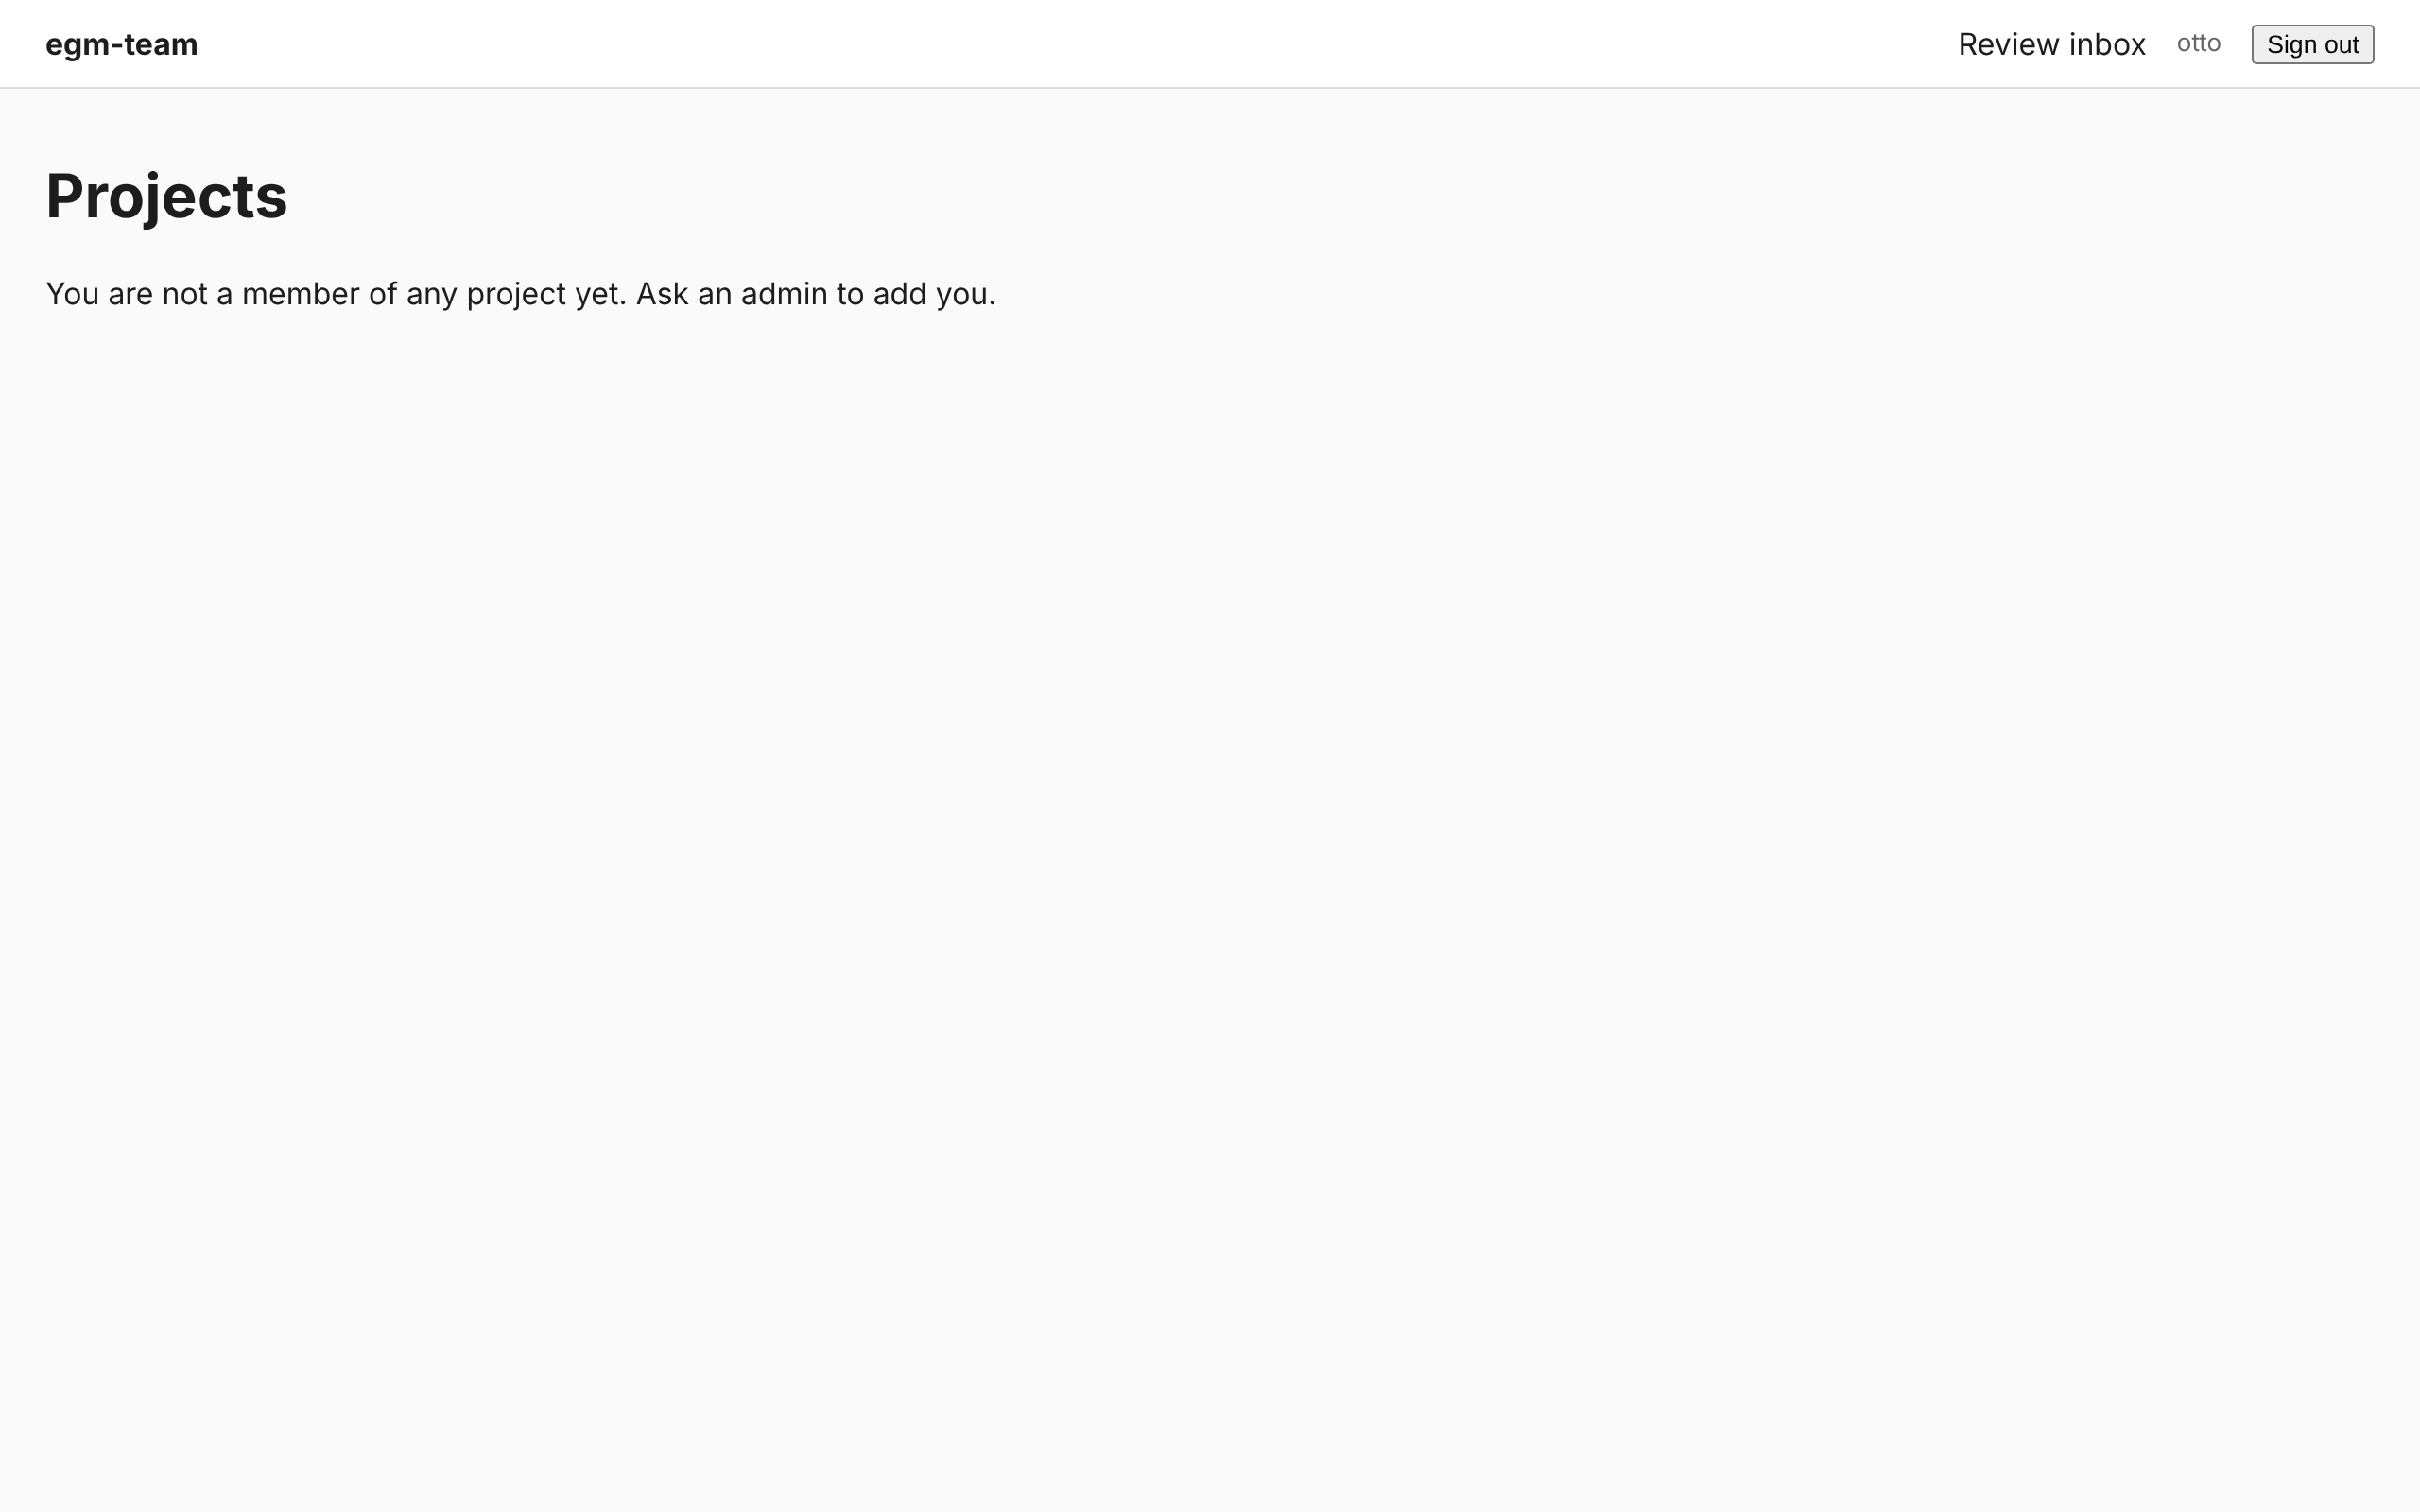 egm-team
Review inbox otto Sign out
Projects
You are not a member of any project yet. Ask an admin to add you.